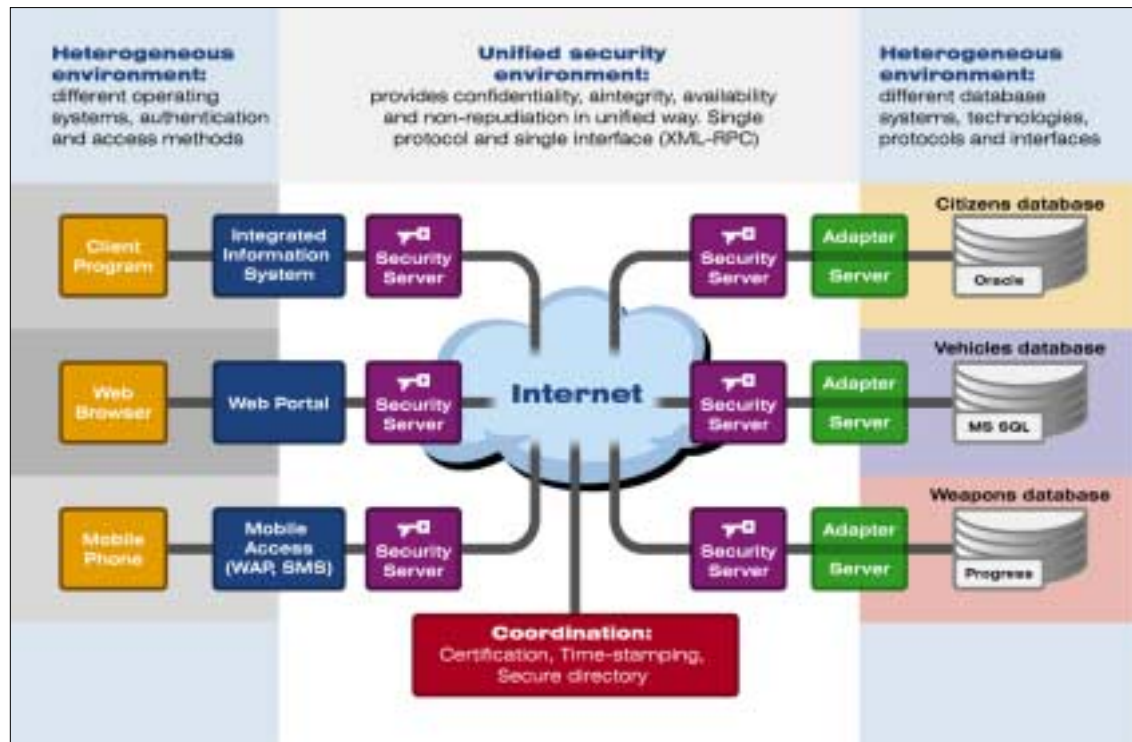 Heterogeneous
environment:
different operating
systems, authentication
and access methods
Unified security
environment:
provides confidentiality, aintegrity, availability
and non-repudiation in unified way. Single
protocol and single interface (XML-RPC)
Heterogeneous
environment:
different database
systems, technologies,
protocols and interfaces
Client
Program
Integrated
Information
System
Security
Server
Security
Server
Adapter
Server
Citizens database
Oracle
Web
Browser
Web Portal
Security
Server
Internet
Security
Server
Adapter
Server
Vehicles database
MS SQL
Mobile
Phone
Mobile
Access
(WAP, SMS)
Security
Server
Security
Server
Adapter
Server
Weapons database
Progress
Coordination:
Certification, Time-stamping,
Secure directory